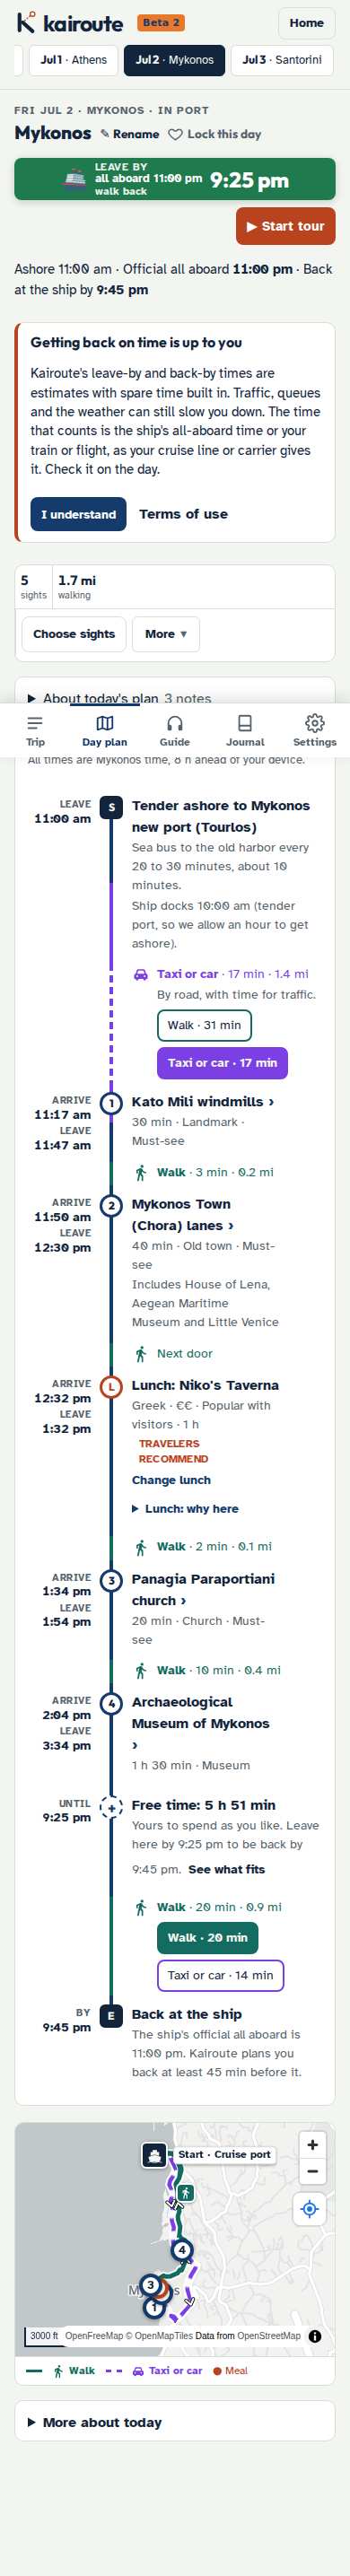 kairoute Beta 2 Home
Jul 1 · Athens Jul 2 · Mykonos Jul 3 · Santorini
FRI JUL 2 · MYKONOS · IN PORT
Mykonos ✎ Rename Lock this day
LEAVE BY
all aboard 11:00 pm
walk back
9:25 pm
▶ Start tour
Ashore 11:00 am · Official all aboard 11:00 pm · Back
at the ship by 9:45 pm
Getting back on time is up to you
Kairoute's leave-by and back-by times are
estimates with spare time built in. Traffic, queues
and the weather can still slow you down. The time
that counts is the ship's all-aboard time or your
train or flight, as your cruise line or carrier gives
it. Check it on the day.
I understand Terms of use
5 1.7 mi
sights walking
Choose sights More ▼
▶ About today's plan 3 notes
Trip Day plan Guide Journal Settings
All times are Mykonos time, 8 h ahead of your device.
LEAVE
11:00 am
S
Tender ashore to Mykonos
new port (Tourlos)
Sea bus to the old harbor every
20 to 30 minutes, about 10
minutes.
Ship docks 10:00 am (tender
port, so we allow an hour to get
ashore).
Taxi or car · 17 min · 1.4 mi
By road, with time for traffic.
Walk · 31 min
Taxi or car · 17 min
ARRIVE
11:17 am
LEAVE
11:47 am
1
Kato Mili windmills ›
30 min · Landmark ·
Must-see
Walk · 3 min · 0.2 mi
ARRIVE
11:50 am
LEAVE
12:30 pm
2
Mykonos Town
(Chora) lanes ›
40 min · Old town · Must-
see
Includes House of Lena,
Aegean Maritime
Museum and Little Venice
Next door
ARRIVE
12:32 pm
LEAVE
1:32 pm
L
Lunch: Niko's Taverna
Greek · €€ · Popular with
visitors · 1 h
TRAVELERS
RECOMMEND
Change lunch
▶ Lunch: why here
Walk · 2 min · 0.1 mi
ARRIVE
1:34 pm
LEAVE
1:54 pm
3
Panagia Paraportiani
church ›
20 min · Church · Must-
see
Walk · 10 min · 0.4 mi
ARRIVE
2:04 pm
LEAVE
3:34 pm
4
Archaeological
Museum of Mykonos
›
1 h 30 min · Museum
UNTIL
9:25 pm
+
Free time: 5 h 51 min
Yours to spend as you like. Leave
here by 9:25 pm to be back by
9:45 pm. See what fits
Walk · 20 min · 0.9 mi
Walk · 20 min
Taxi or car · 14 min
BY
9:45 pm
E
Back at the ship
The ship's official all aboard is
11:00 pm. Kairoute plans you
back at least 45 min before it.
Start · Cruise port
+
−
4
3
1
3000 ft OpenFreeMap © OpenMapTiles Data from OpenStreetMap
Walk Taxi or car Meal
▶ More about today